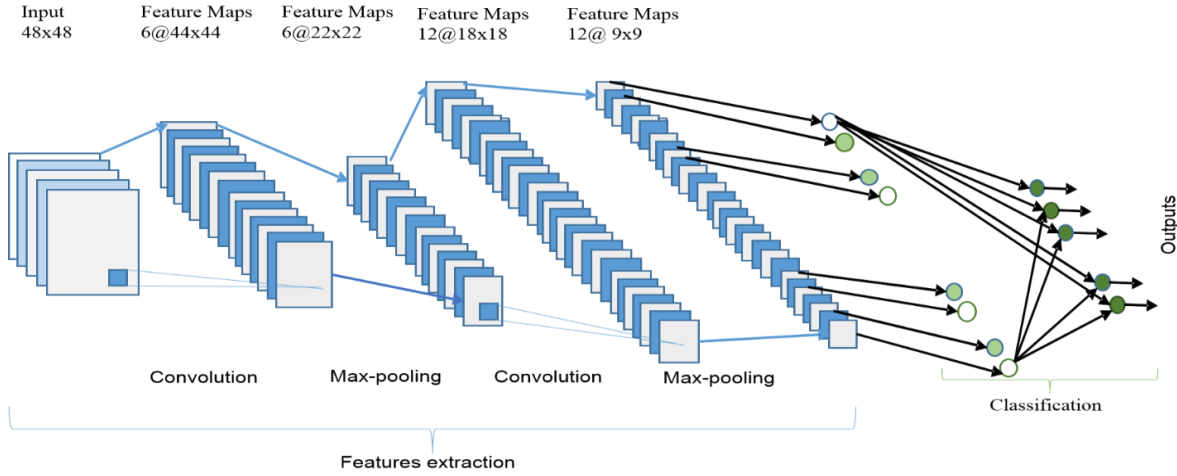 Input
48x48
Feature Maps
6@44x44
Feature Maps
6@22x22
Feature Maps
12@18x18
Feature Maps
12@ 9x9
Outputs
Convolution
Max-pooling
Convolution
Max-pooling
Classification
Features extraction